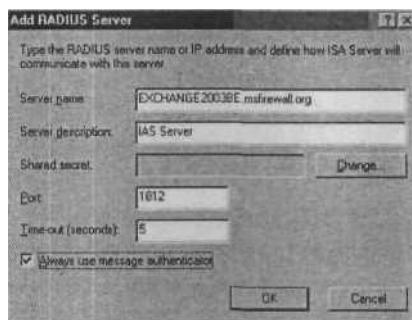 Add RADIUS Server
Type the RADIUS server name or IP address and define how ISA Server will
communicate with this server.
Server name: EXCHANGE2003BE.msfirewall.org
Server description: IAS Server
Shared secret: Change...
Port: 1812
Time-out (seconds): 5
Always use message authenticator
OK Cancel